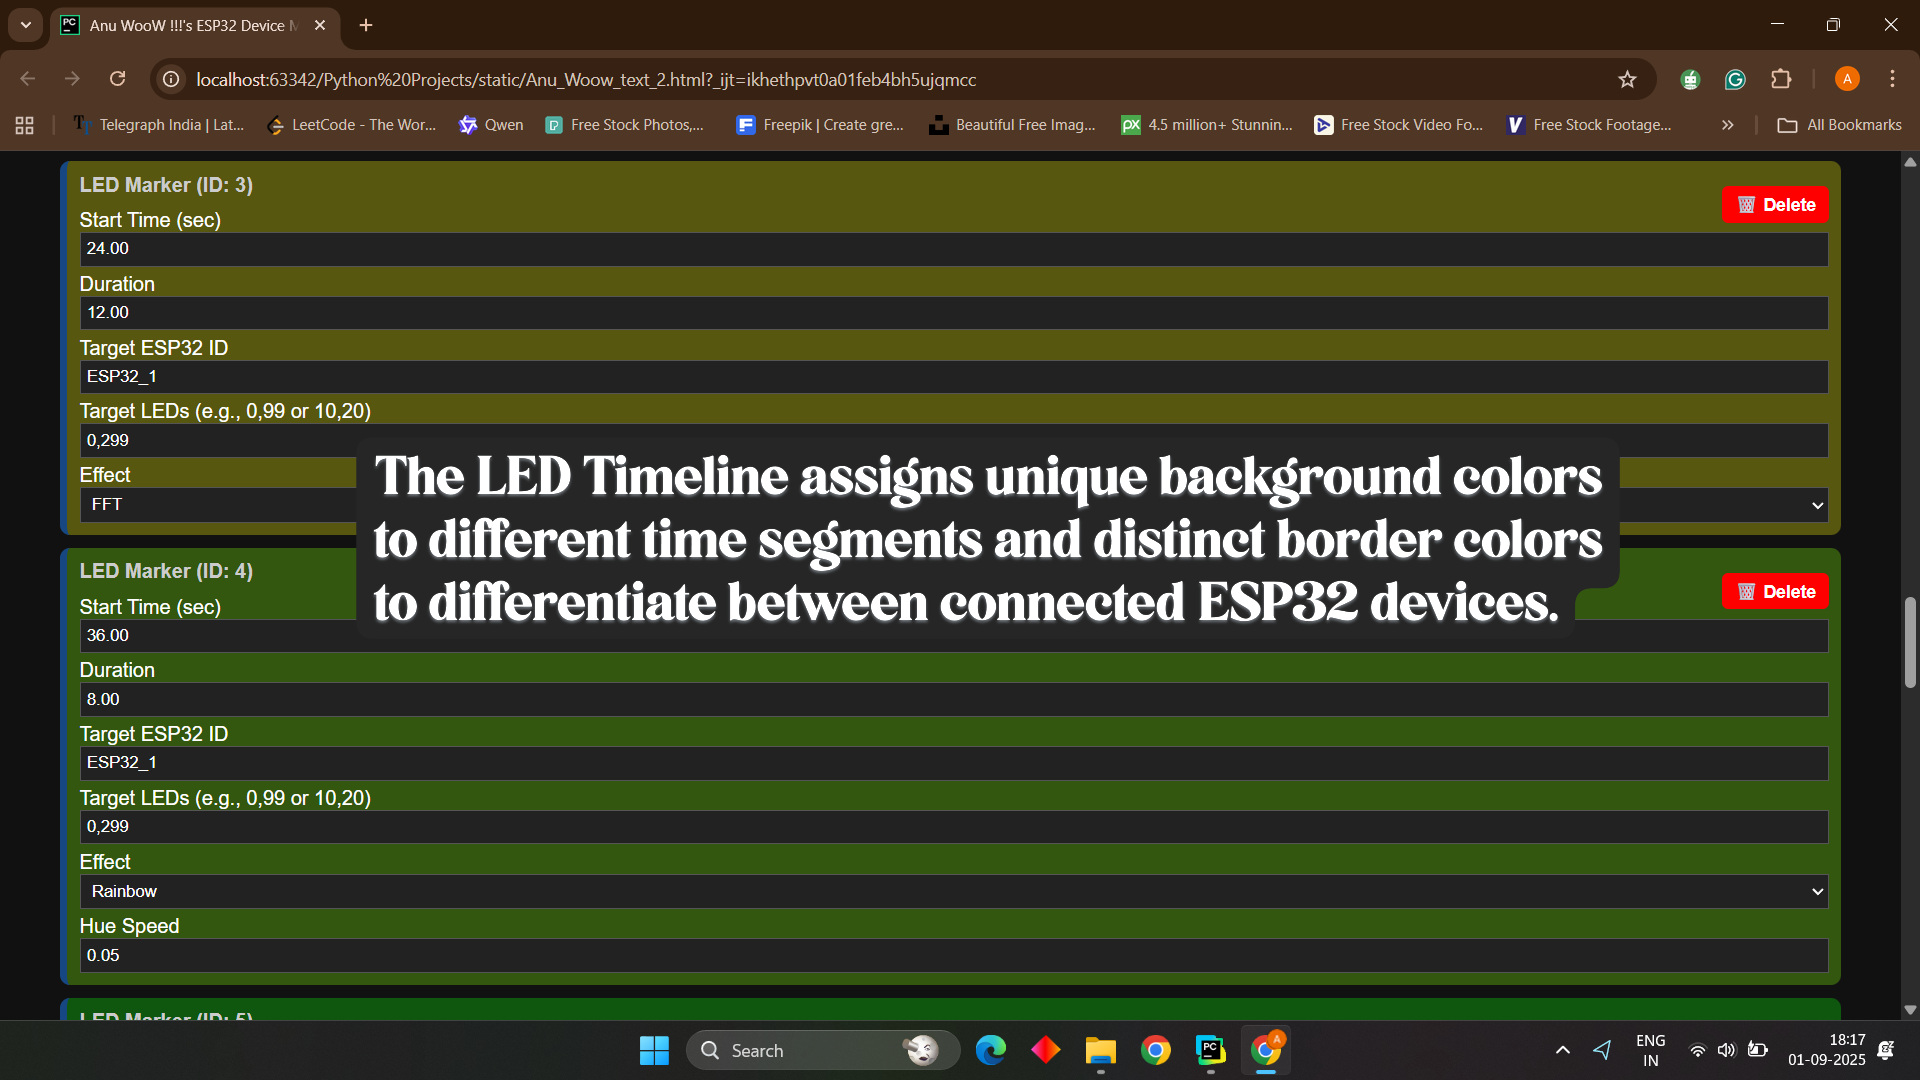 Anu WooW !!!'s ESP32 Device M
localhost:63342/Python%20Projects/static/Anu_Woow_text_2.html?_ijt=ikhethpvt0a01feb4bh5ujqmcc
A
Telegraph India | Lat...
LeetCode - The Wor...
Qwen
Free Stock Photos,...
Freepik | Create gre...
Beautiful Free Imag...
4.5 million+ Stunnin...
Free Stock Video Fo...
Free Stock Footage...
All Bookmarks
LED Marker (ID: 3)
Delete
Start Time (sec)
24.00
Duration
12.00
Target ESP32 ID
ESP32_1
Target LEDs (e.g., 0,99 or 10,20)
0,299
Effect
FFT
The LED Timeline assigns unique background colors
to different time segments and distinct border colors
to differentiate between connected ESP32 devices.
LED Marker (ID: 4)
Delete
Start Time (sec)
36.00
Duration
8.00
Target ESP32 ID
ESP32_1
Target LEDs (e.g., 0,99 or 10,20)
0,299
Effect
Rainbow
Hue Speed
0.05
LED Marker (ID: 5)
Search
ENG
IN
18:17
01-09-2025